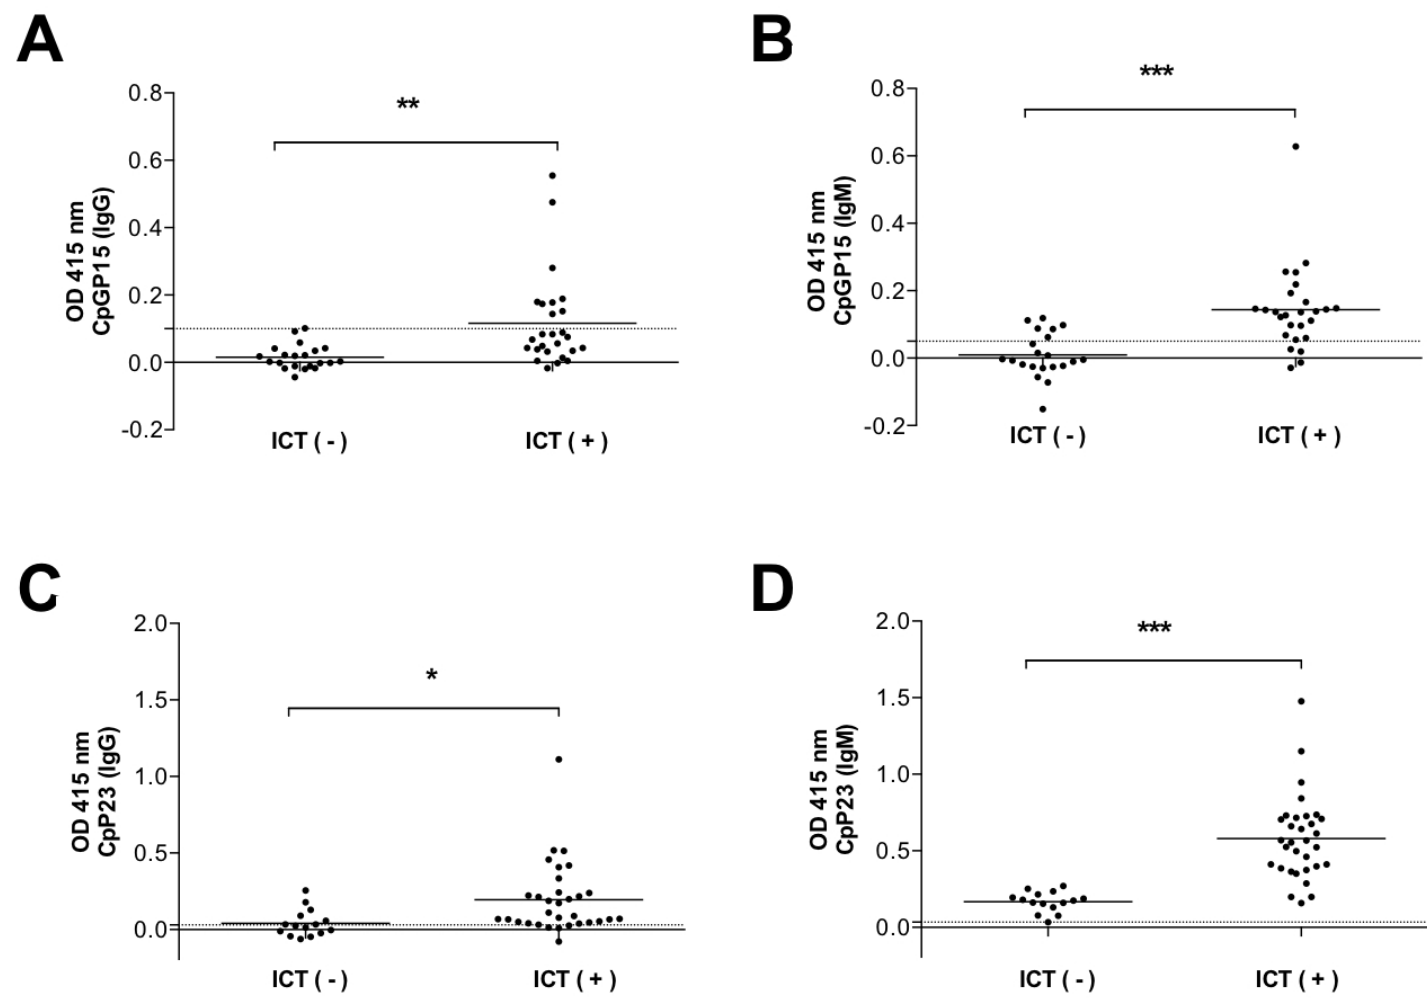 A
0.8
0.6
0.4
0.2
0.0
-0.2
OD 415 nm
CpGP15 (IgG)
**
ICT ( - )
ICT ( + )
B
0.8
0.6
0.4
0.2
0.0
-0.2
OD 415 nm
CpGP15 (IgM)
***
ICT ( - )
ICT ( + )
C
2.0
1.5
1.0
0.5
0.0
OD 415 nm
CpP23 (IgG)
*
ICT ( - )
ICT ( + )
D
2.0
1.5
1.0
0.5
0.0
OD 415 nm
CpP23 (IgM)
***
ICT ( - )
ICT ( + )